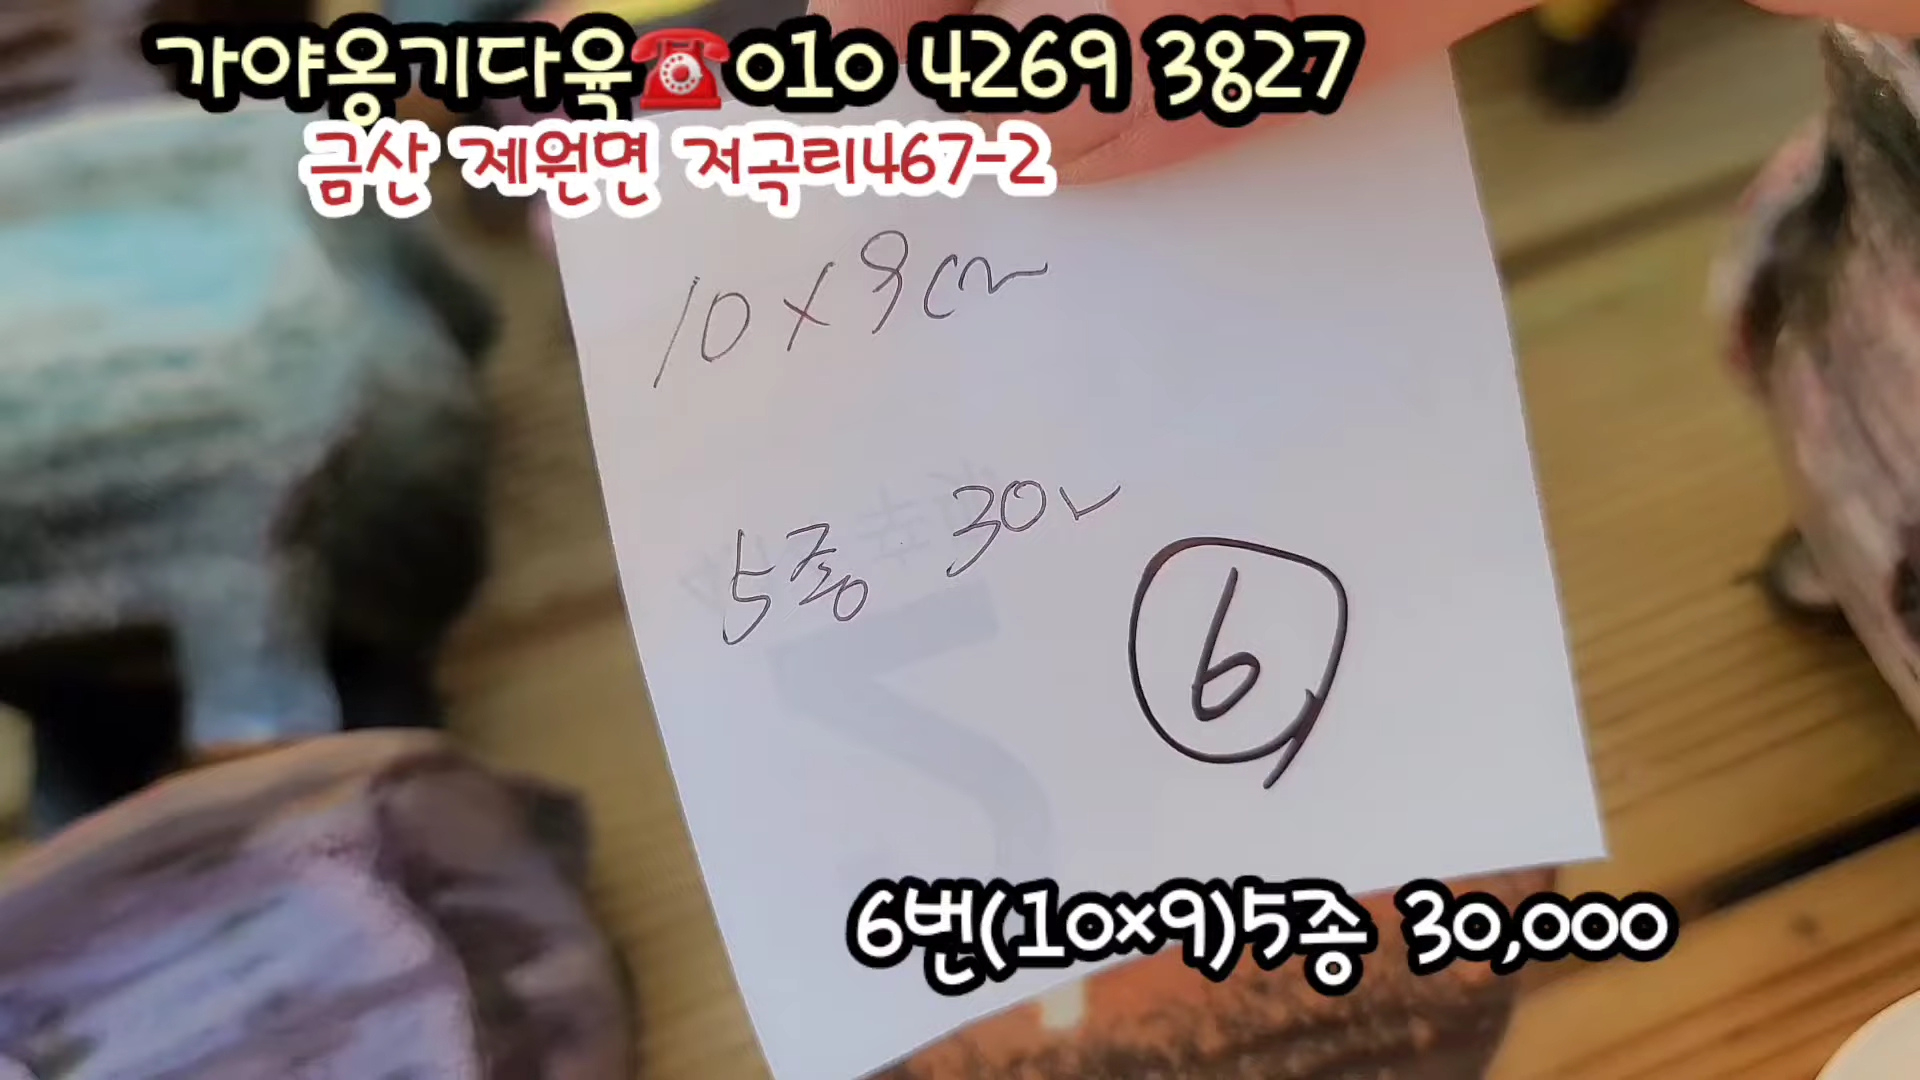 가야옹기다육☎010 4269 3827
금산 제원면 저곡리467-2
10×9cm
5종 30
6
6번(10×9)5종 30,000